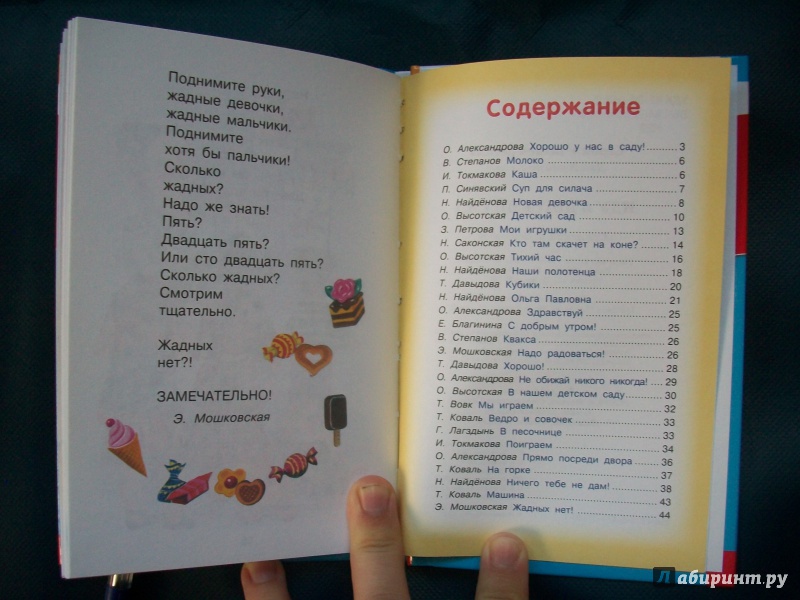 Поднимите руки,
жадные девочки,
жадные мальчики.
Поднимите
хотя бы пальчики!
Сколько
жадных?
Надо же знать!
Пять?
Двадцать пять?
Или сто двадцать пять?
Сколько жадных?
Смотрим
тщательно.
Жадных
нет?!
ЗАМЕЧАТЕЛЬНО!
Э. Мошковская
Содержание
О. Александрова Хорошо у нас в саду! .......... 3
В. Степанов Молоко .......... 6
И. Токмакова Каша .......... 6
П. Синявский Суп для силача .......... 7
Н. Найдёнова Новая девочка .......... 8
О. Высотская Детский сад .......... 10
З. Петрова Мои игрушки .......... 13
Н. Саконская Кто там скачет на коне? .......... 14
О. Высотская Тихий час .......... 16
Н. Найдёнова Наши полотенца .......... 18
Т. Давыдова Кубики .......... 20
Н. Найдёнова Ольга Павловна .......... 21
О. Александрова Здравствуй .......... 25
Е. Благинина С добрым утром! .......... 25
В. Степанов Квакса .......... 26
Э. Мошковская Надо радоваться! .......... 26
Т. Давыдова Хорошо! .......... 28
О. Александрова Не обижай никого никогда! .... 29
О. Высотская В нашем детском саду .......... 30
Т. Вовк Мы играем .......... 32
Т. Коваль Ведро и совочек .......... 33
Г. Лагздынь В песочнице .......... 33
И. Токмакова Поиграем .......... 34
О. Александрова Прямо посреди двора .......... 36
Т. Коваль На горке .......... 37
Н. Найдёнова Ничего тебе не дам! .......... 38
Т. Коваль Машина .......... 43
Э. Мошковская Жадных нет! .......... 44
Лабиринт.ру